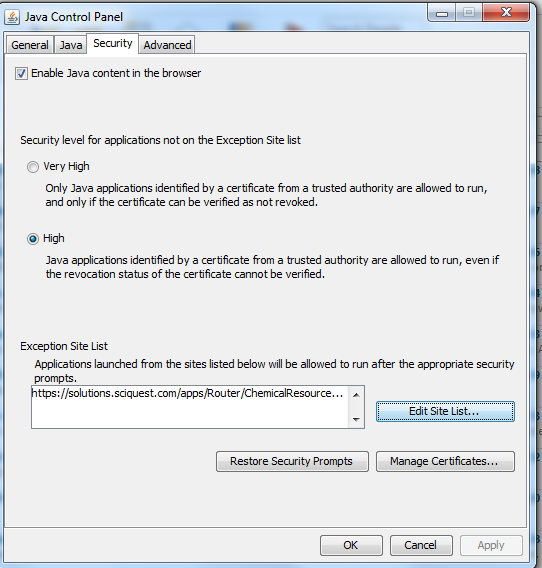 Java Control Panel
General Java Security Advanced
Enable Java content in the browser
Security level for applications not on the Exception Site list
Very High
Only Java applications identified by a certificate from a trusted authority are allowed to run,
and only if the certificate can be verified as not revoked.
High
Java applications identified by a certificate from a trusted authority are allowed to run, even if
the revocation status of the certificate cannot be verified.
Exception Site List
Applications launched from the sites listed below will be allowed to run after the appropriate security
prompts.
https://solutions.sciquest.com/apps/Router/ChemicalResource...
Edit Site List...
Restore Security Prompts Manage Certificates...
OK Cancel Apply